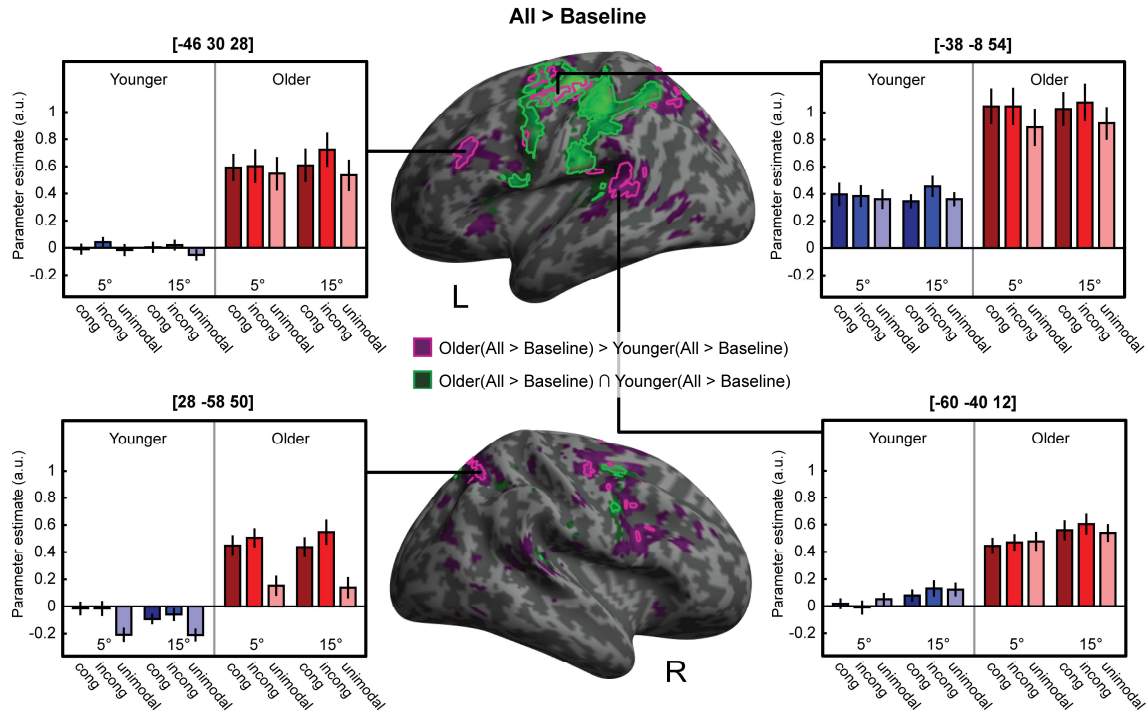 All > Baseline
[-46 30 28]
Younger Older
Parameter estimate (a.u.)
1
0.8
0.6
0.4
0.2
0
-0.2
5° 15° 5° 15°
cong incong unimodal cong incong unimodal cong incong unimodal cong incong unimodal
[-38 -8 54]
Younger Older
Parameter estimate (a.u.)
1
0.8
0.6
0.4
0.2
0
-0.2
5° 15° 5° 15°
cong incong unimodal cong incong unimodal cong incong unimodal cong incong unimodal
L
Older(All > Baseline) > Younger(All > Baseline)
Older(All > Baseline) ∩ Younger(All > Baseline)
[28 -58 50]
Younger Older
Parameter estimate (a.u.)
1
0.8
0.6
0.4
0.2
0
-0.2
5° 15° 5° 15°
cong incong unimodal cong incong unimodal cong incong unimodal cong incong unimodal
R
[-60 -40 12]
Younger Older
Parameter estimate (a.u.)
1
0.8
0.6
0.4
0.2
0
-0.2
5° 15° 5° 15°
cong incong unimodal cong incong unimodal cong incong unimodal cong incong unimodal